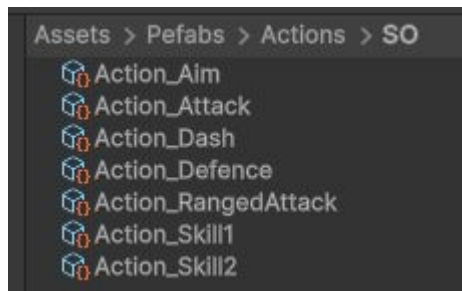 Assets > Pefabs > Actions > SO
Action_Aim
Action_Attack
Action_Dash
Action_Defence
Action_RangedAttack
Action_Skill1
Action_Skill2